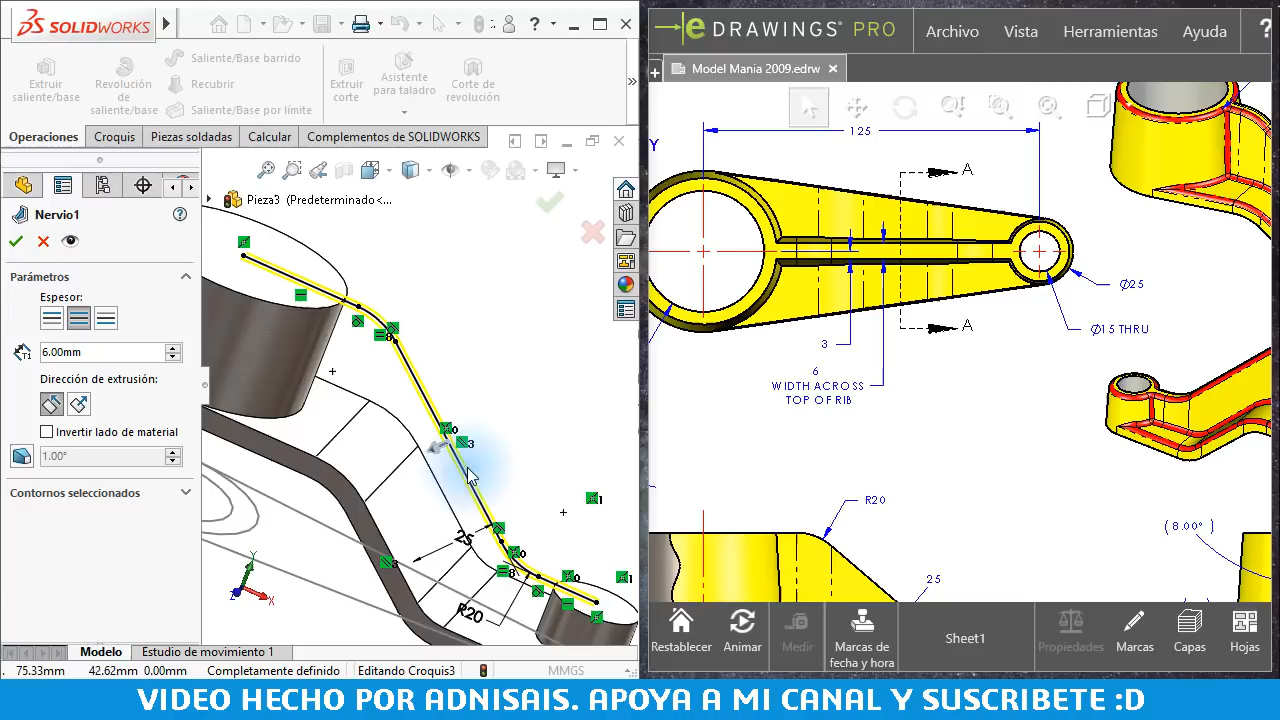 SOLIDWORKS
?
Extruir
saliente/base
Revolución
de
saliente/base
Saliente/Base barrido
Recubrir
Saliente/Base por límite
Extruir
corte
Asistente
para taladro
Corte de
revolución
Operaciones
Croquis
Piezas soldadas
Calcular
Complementos de SOLIDWORKS
Pieza3 (Predeterminado <...
Nervio1
?
Parámetros
Espesor:
6.00mm
Dirección de extrusión:
Invertir lado de material
1.00°
Contornos seleccionados
25
R20
Y
X
Z
Modelo
Estudio de movimiento 1
75.33mm
42.62mm
0.00mm
Completamente definido
Editando Croquis3
MMGS
eDRAWINGS® PRO
Archivo
Vista
Herramientas
Ayuda
?
Model Mania 2009.edrw
125
Y
A
A
Ø25
Ø15 THRU
3
6
WIDTH ACROSS
TOP OF RIB
R20
(8.00°)
25
Restablecer
Animar
Medir
Marcas de
fecha y hora
Sheet1
Propiedades
Marcas
Capas
Hojas
VIDEO HECHO POR ADNISAIS. APOYA A MI CANAL Y SUSCRIBETE :D